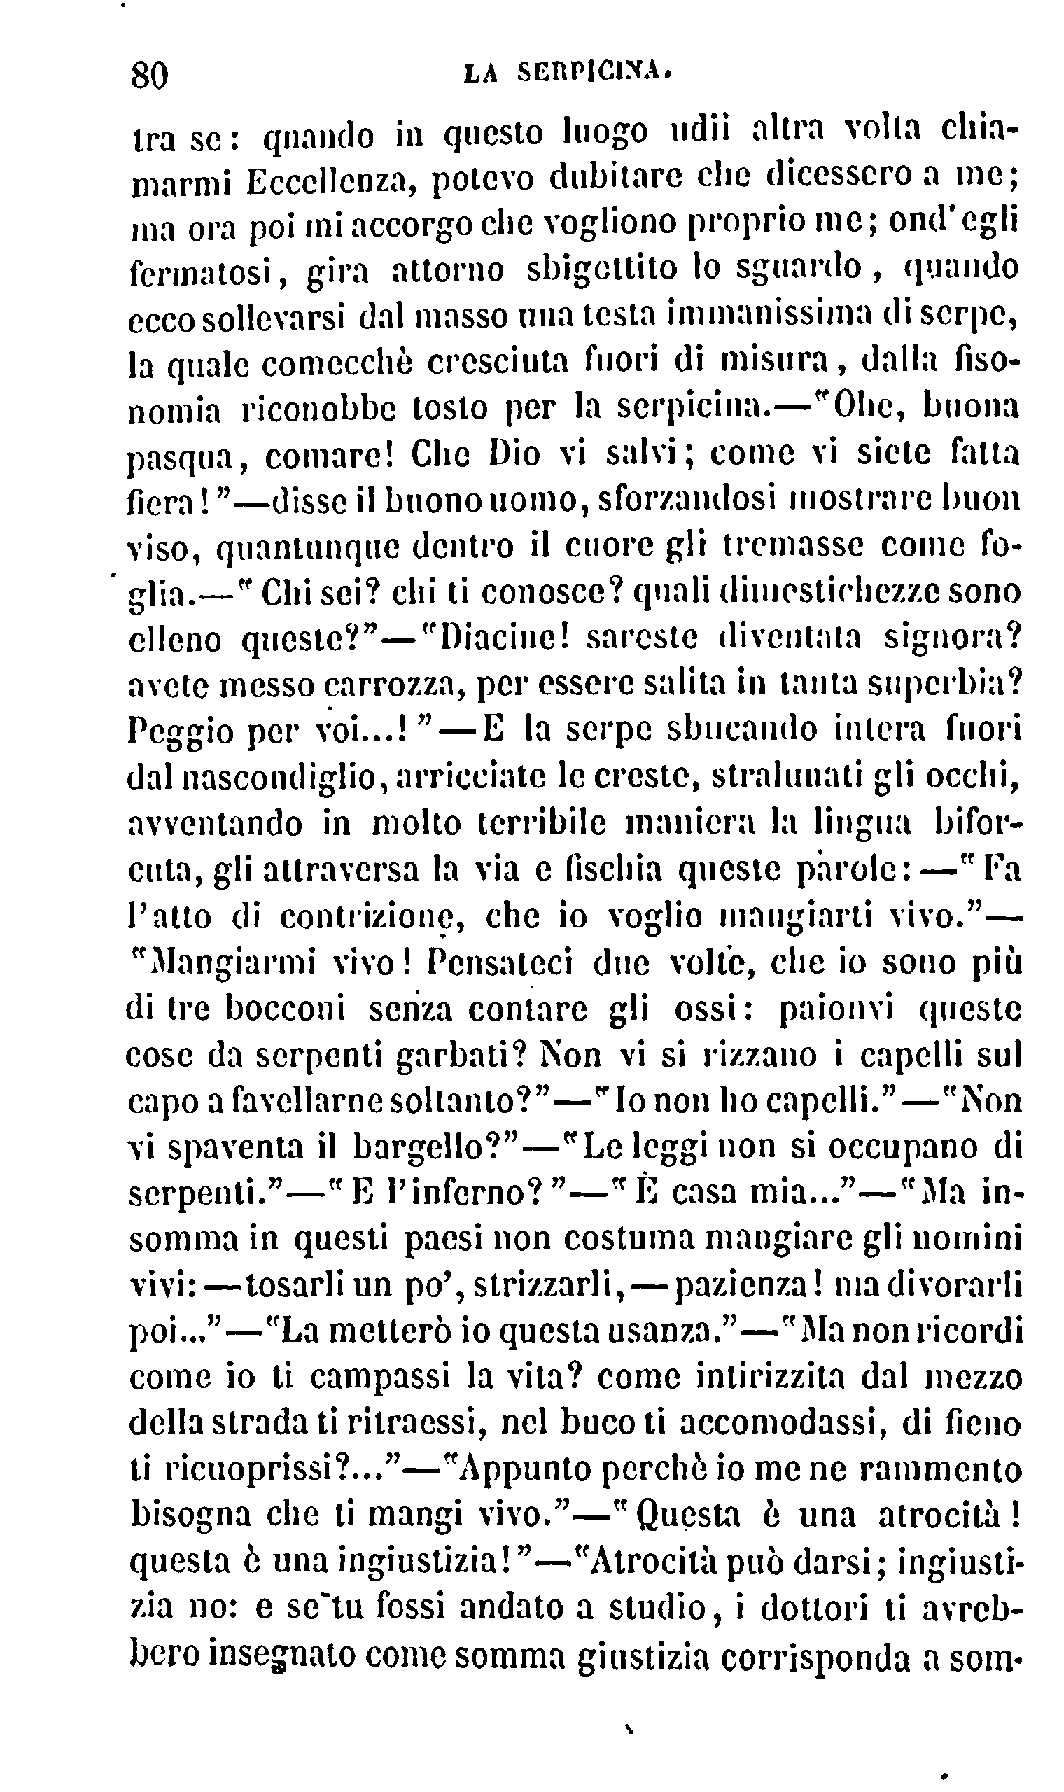 80 LA SERPICINA.
tra se: quando in questo luogo udii altra volta chia-
marmi Eccellenza, potevo dubitare che dicessero a me;
ma ora poi mi accorgo che vogliono proprio me; ond'egli
fermatosi, gira attorno sbigottito lo sguardo, quando
ecco sollevarsi dal masso una testa immanissima di serpe,
la quale comecchè cresciuta fuori di misura, dalla fiso-
nomia riconobbe tosto per la serpicina.—"Ohe, buona
pasqua, comare! Che Dio vi salvi; come vi siete fatta
fiera!"—disse il buono uomo, sforzandosi mostrare buon
viso, quantunque dentro il cuore gli tremasse come fo-
glia.—"Chi sei? chi ti conosce? quali dimestichezze sono
elleno queste?"—"Diacine! sareste diventata signora?
avete messo carrozza, per essere salita in tanta superbia?
Peggio per voi...!"—E la serpe sbucando intera fuori
dal nascondiglio, arricciate le creste, stralunati gli occhi,
avventando in molto terribile maniera la lingua bifor-
cuta, gli attraversa la via e fischia queste parole:—"Fa
l'atto di contrizione, che io voglio mangiarti vivo."—
"Mangiarmi vivo! Pensateci due volte, che io sono più
di tre bocconi senza contare gli ossi: paionvi queste
cose da serpenti garbati? Non vi si rizzano i capelli sul
capo a favellarne soltanto?"—"Io non ho capelli."—"Non
vi spaventa il bargello?"—"Le leggi non si occupano di
serpenti."—"E l'inferno?"—"È casa mia..."—"Ma in-
somma in questi paesi non costuma mangiare gli uomini
vivi:—tosarli un po', strizzarli,—pazienza! ma divorarli
poi..."—"La metterò io questa usanza."—"Ma non ricordi
come io ti campassi la vita? come intirizzita dal mezzo
della strada ti ritraessi, nel buco ti accomodassi, di fieno
ti ricuoprissi?..."—"Appunto perchè io me ne rammento
bisogna che ti mangi vivo."—"Questa è una atrocità!
questa è una ingiustizia!"—"Atrocità può darsi; ingiusti-
zia no: e se tu fossi andato a studio, i dottori ti avreb-
bero insegnato come somma giustizia corrisponda a som-